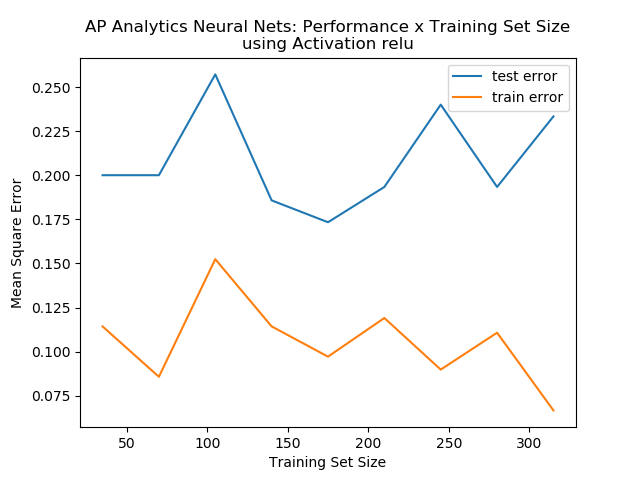 AP Analytics Neural Nets: Performance x Training Set Size
using Activation relu
test error
train error
Mean Square Error
0.250
0.225
0.200
0.175
0.150
0.125
0.100
0.075
50 100 150 200 250 300
Training Set Size